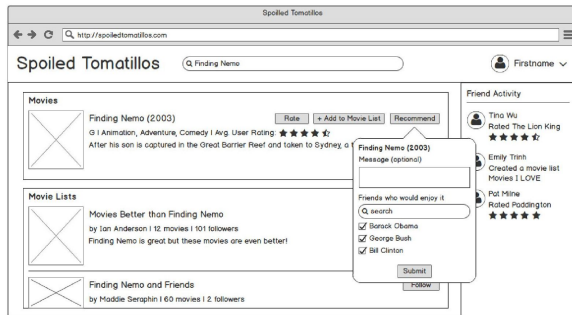 Spoiled Tomatillos
http://spoiledtomatillos.com
Spoiled Tomatillos
Finding Nemo
Firstname
Movies
Finding Nemo (2003)
Rate
+ Add to Movie List
Recommend
G | Animation, Adventure, Comedy | Avg. User Rating:
After his son is captured in the Great Barrier Reef and taken to Sydney, a
Finding Nemo (2003)
Message (optional)
Friends who would enjoy it
search
Barack Obama
George Bush
Bill Clinton
Submit
Movie Lists
Movies Better than Finding Nemo
by Ian Anderson | 12 movies | 101 followers
Finding Nemo is great but these movies are even better!
Finding Nemo and Friends
by Maddie Seraphin | 60 movies | 2 followers
Follow
Friend Activity
Tina Wu
Rated The Lion King
Emily Trinh
Created a movie list
Movies I LOVE
Pat Milne
Rated Paddington